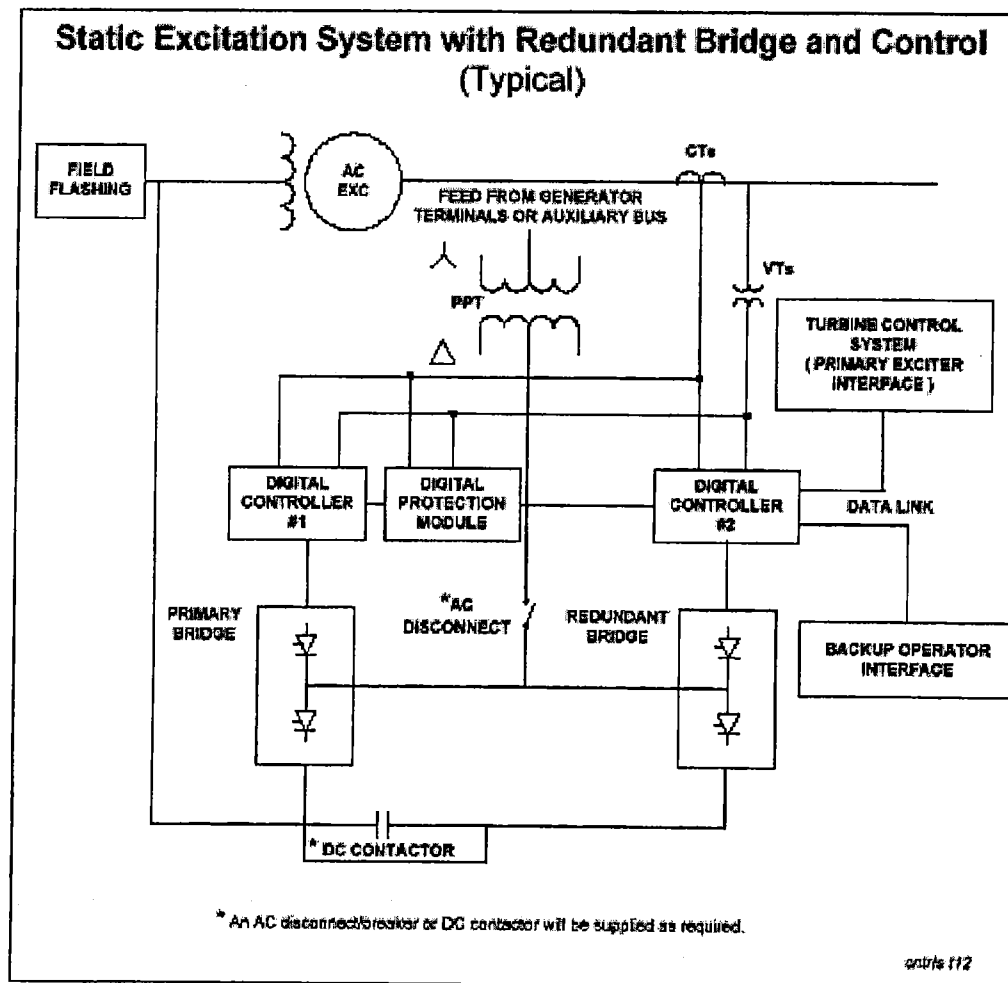 Static Excitation System with Redundant Bridge and Control
(Typical)
FIELD
FLASHING
AC
EXC
CTs
FEED FROM GENERATOR
TERMINALS OR AUXILIARY BUS
PPT
VTs
TURBINE CONTROL
SYSTEM
( PRIMARY EXCITER
INTERFACE )
DIGITAL
CONTROLLER
#1
DIGITAL
PROTECTION
MODULE
DIGITAL
CONTROLLER
#2
DATA LINK
PRIMARY
BRIDGE
*AC
DISCONNECT
REDUNDANT
BRIDGE
BACKUP OPERATOR
INTERFACE
* DC CONTACTOR
* An AC disconnect/breaker or DC contactor will be supplied as required.